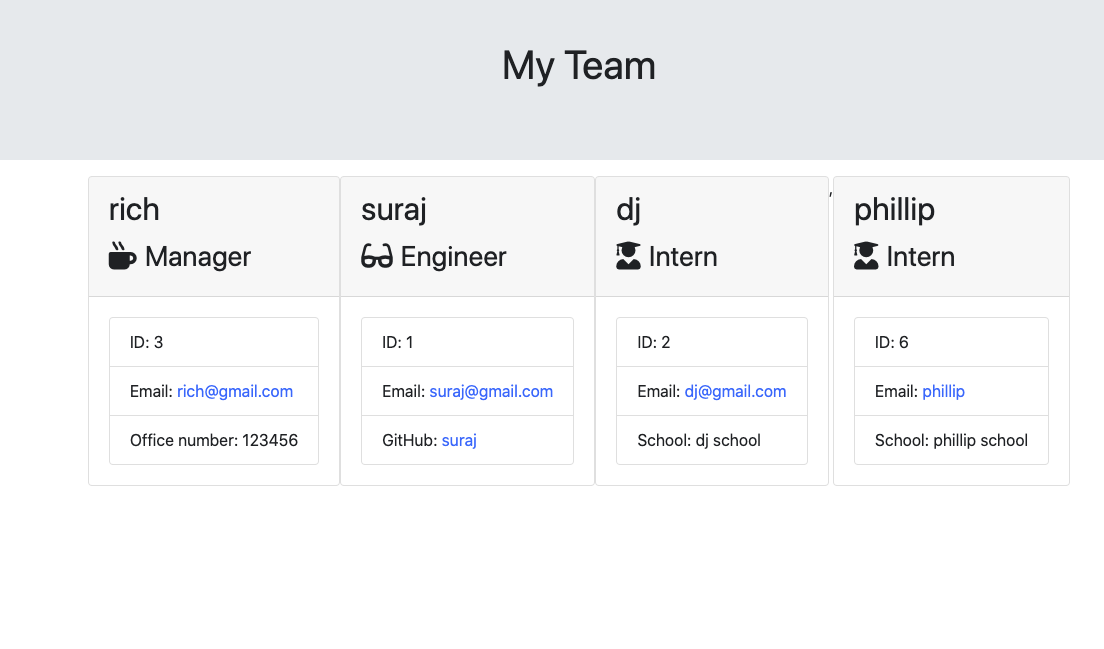 My Team
rich
Manager
ID: 3
Email: rich@gmail.com
Office number: 123456
suraj
Engineer
ID: 1
Email: suraj@gmail.com
GitHub: suraj
dj
Intern
ID: 2
Email: dj@gmail.com
School: dj school
,
phillip
Intern
ID: 6
Email: phillip
School: phillip school